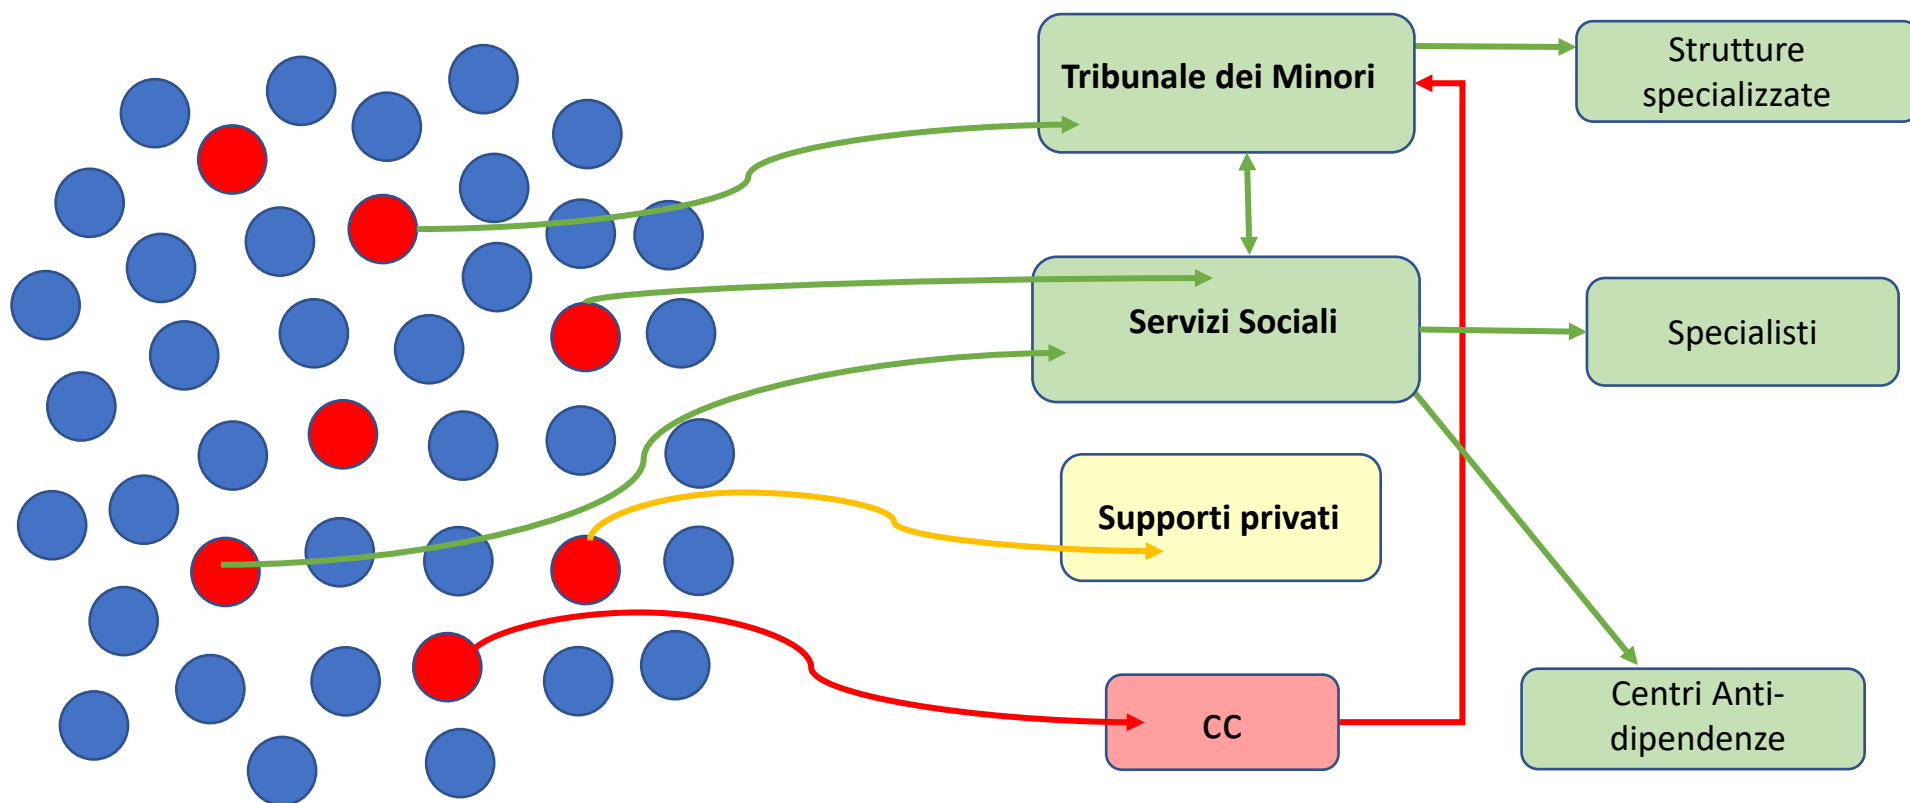 Tribunale dei Minori
Strutture
specializzate
Servizi Sociali
Specialisti
Supporti privati
CC
Centri Anti-
dipendenze